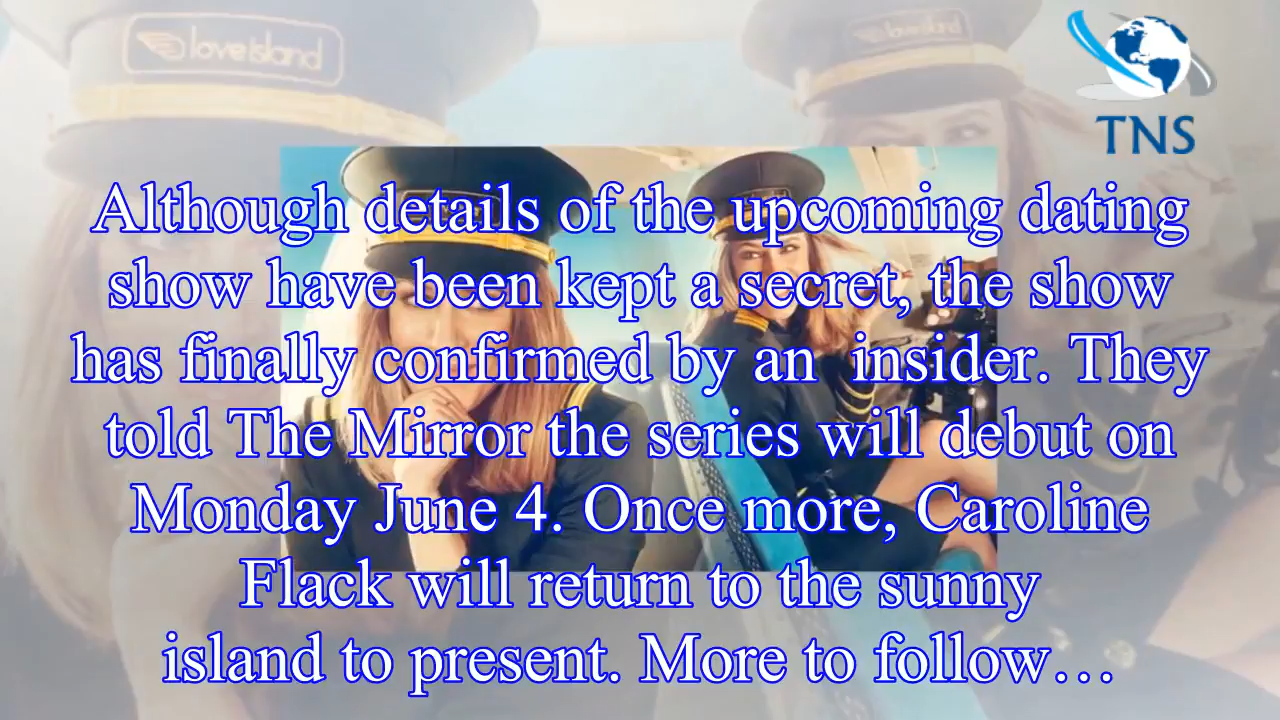 loveisland
TNS
Although details of the upcoming dating
show have been kept a secret, the show
has finally confirmed by an  insider. They
told The Mirror the series will debut on
Monday June 4. Once more, Caroline
Flack will return to the sunny
island to present. More to follow…